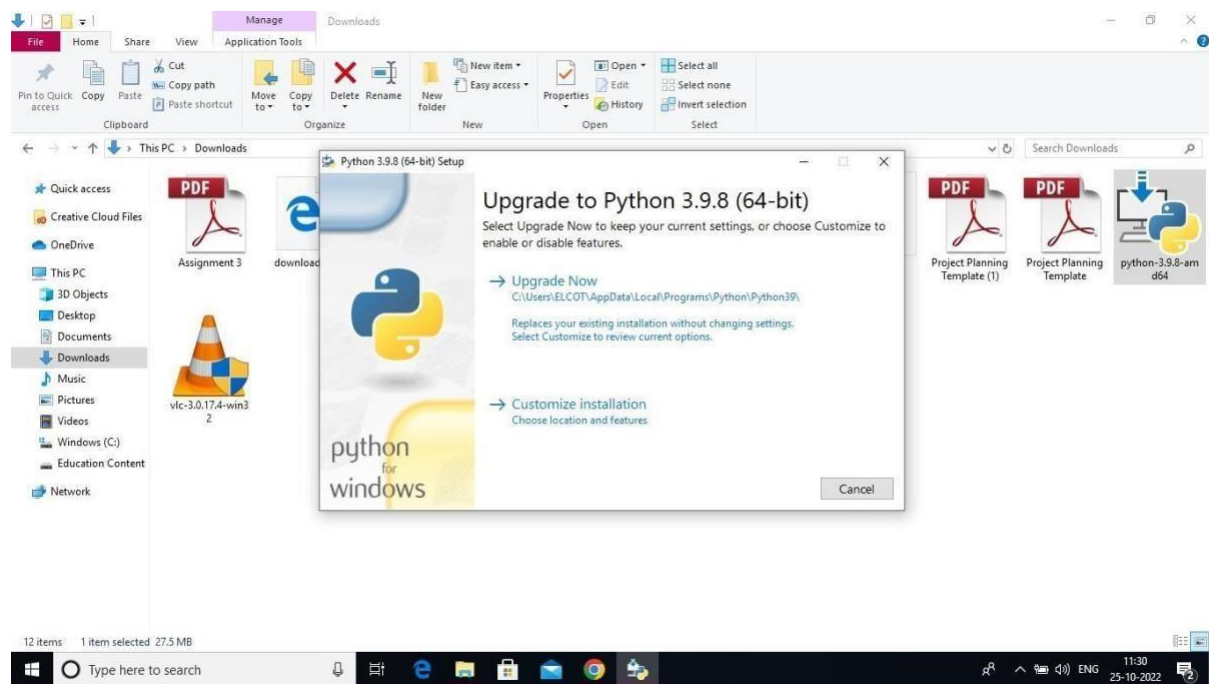 Manage
Downloads
File
Home
Share
View
Application Tools
Pin to Quick access
Copy
Paste
Cut
Copy path
Paste shortcut
Clipboard
Move to
Copy to
Delete
Rename
Organize
New folder
New item
Easy access
New
Properties
Open
Edit
History
Open
Select all
Select none
Invert selection
Select
This PC
Downloads
Search Downloads
Quick access
Creative Cloud Files
OneDrive
This PC
3D Objects
Desktop
Documents
Downloads
Music
Pictures
Videos
Windows (C:)
Education Content
Network
PDF
Assignment 3
download
vlc-3.0.17.4-win3
2
Python 3.9.8 (64-bit) Setup
Upgrade to Python 3.9.8 (64-bit)
Select Upgrade Now to keep your current settings, or choose Customize to
enable or disable features.
Upgrade Now
C:\Users\ELCOT\AppData\Local\Programs\Python\Python39\
Replaces your existing installation without changing settings.
Select Customize to review current options.
Customize installation
Choose location and features
python
for
windows
Cancel
PDF
Project Planning
Template (1)
PDF
Project Planning
Template
python-3.9.8-am
d64
12 items
1 item selected 27.5 MB
Type here to search
ENG
11:30
25-10-2022
2